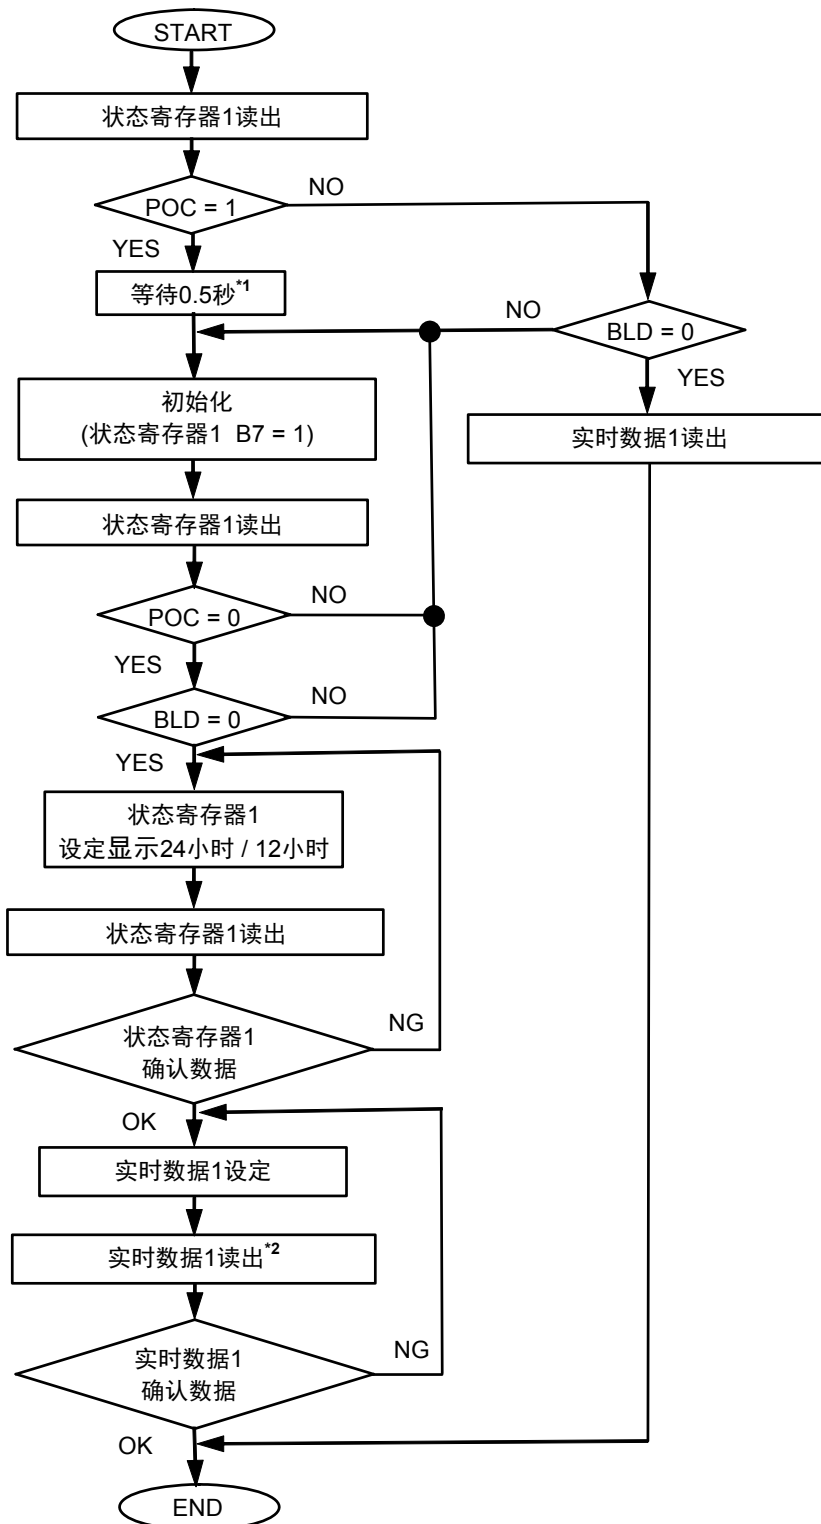 START
状态寄存器1读出
POC = 1
NO
YES
等待0.5秒*1
NO
BLD = 0
YES
初始化
(状态寄存器1 B7 = 1)
实时数据1读出
状态寄存器1读出
POC = 0
NO
YES
BLD = 0
NO
YES
状态寄存器1
设定显示24小时 / 12小时
状态寄存器1读出
状态寄存器1
确认数据
NG
OK
实时数据1设定
实时数据1读出*2
实时数据1
确认数据
NG
OK
END